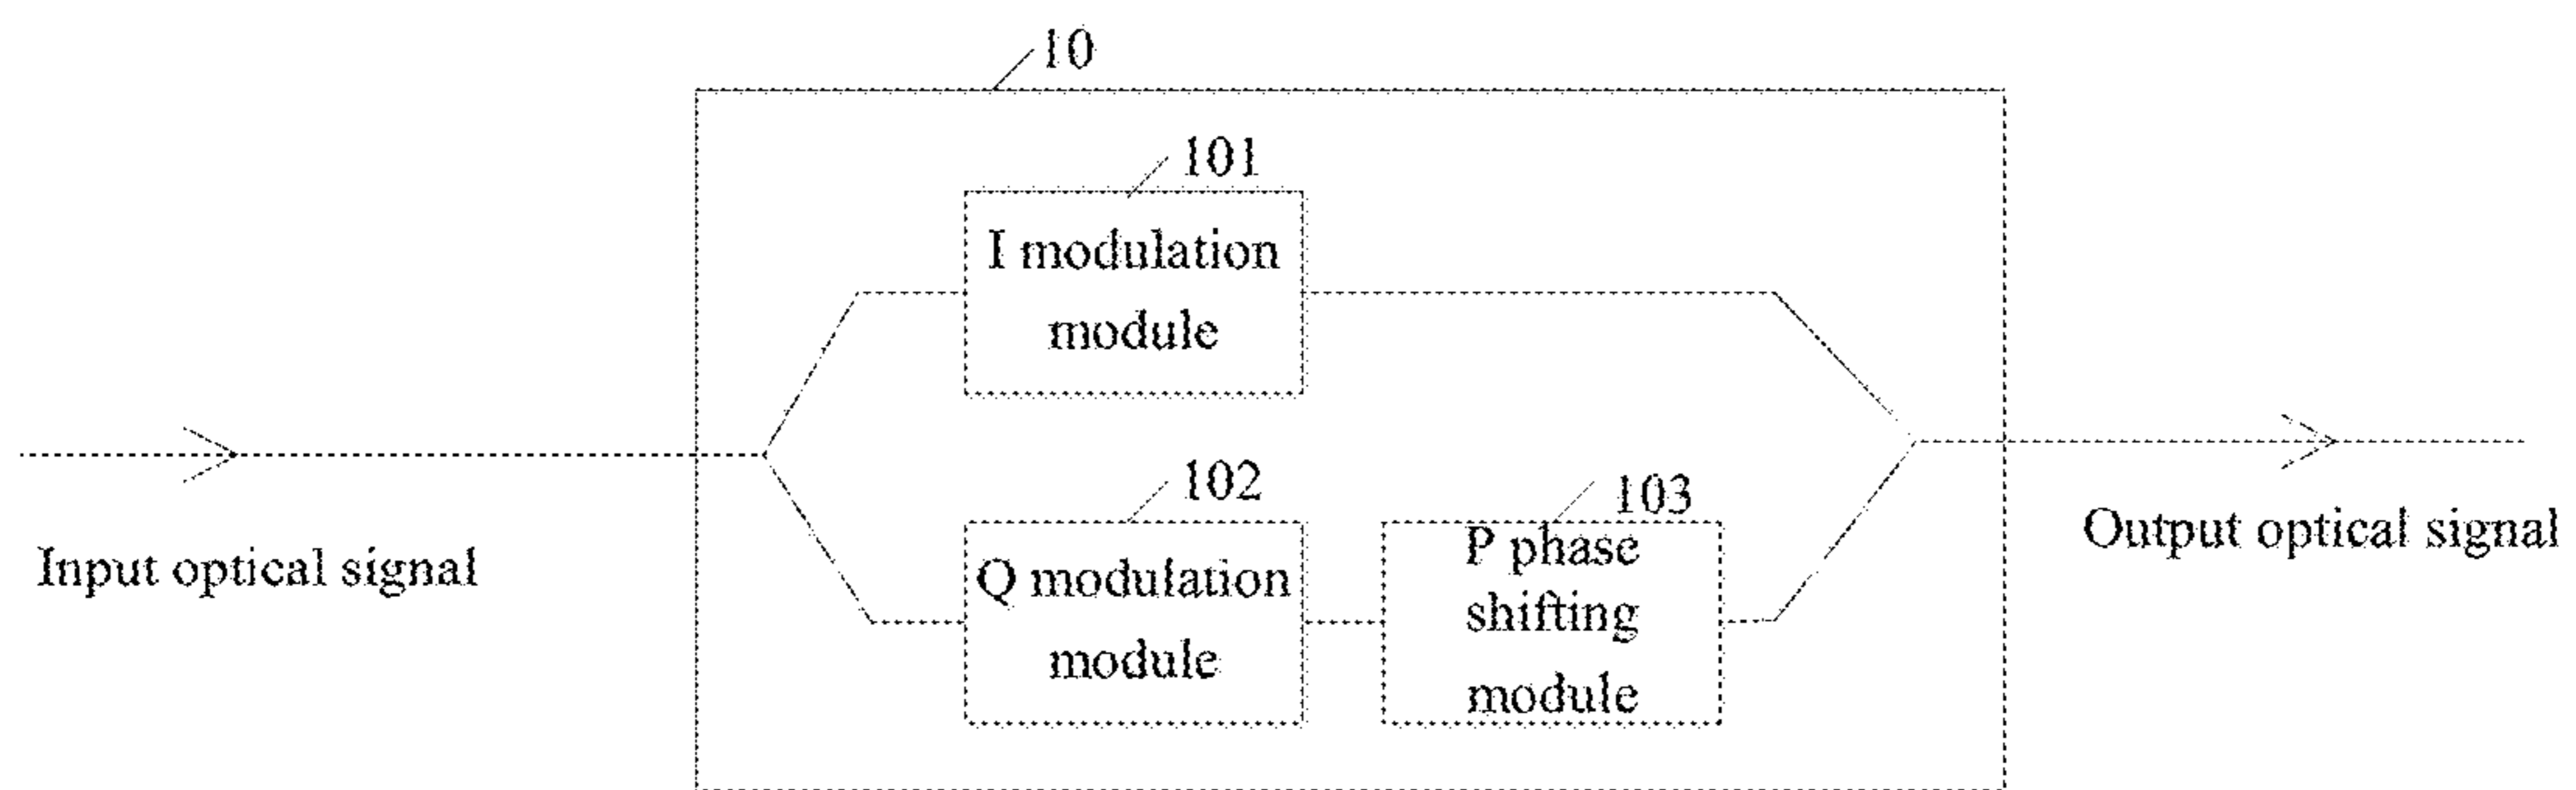 10
101
I modulation
module
102
103
Q modulation
module
P phase
shifting
module
Input optical signal
Output optical signal